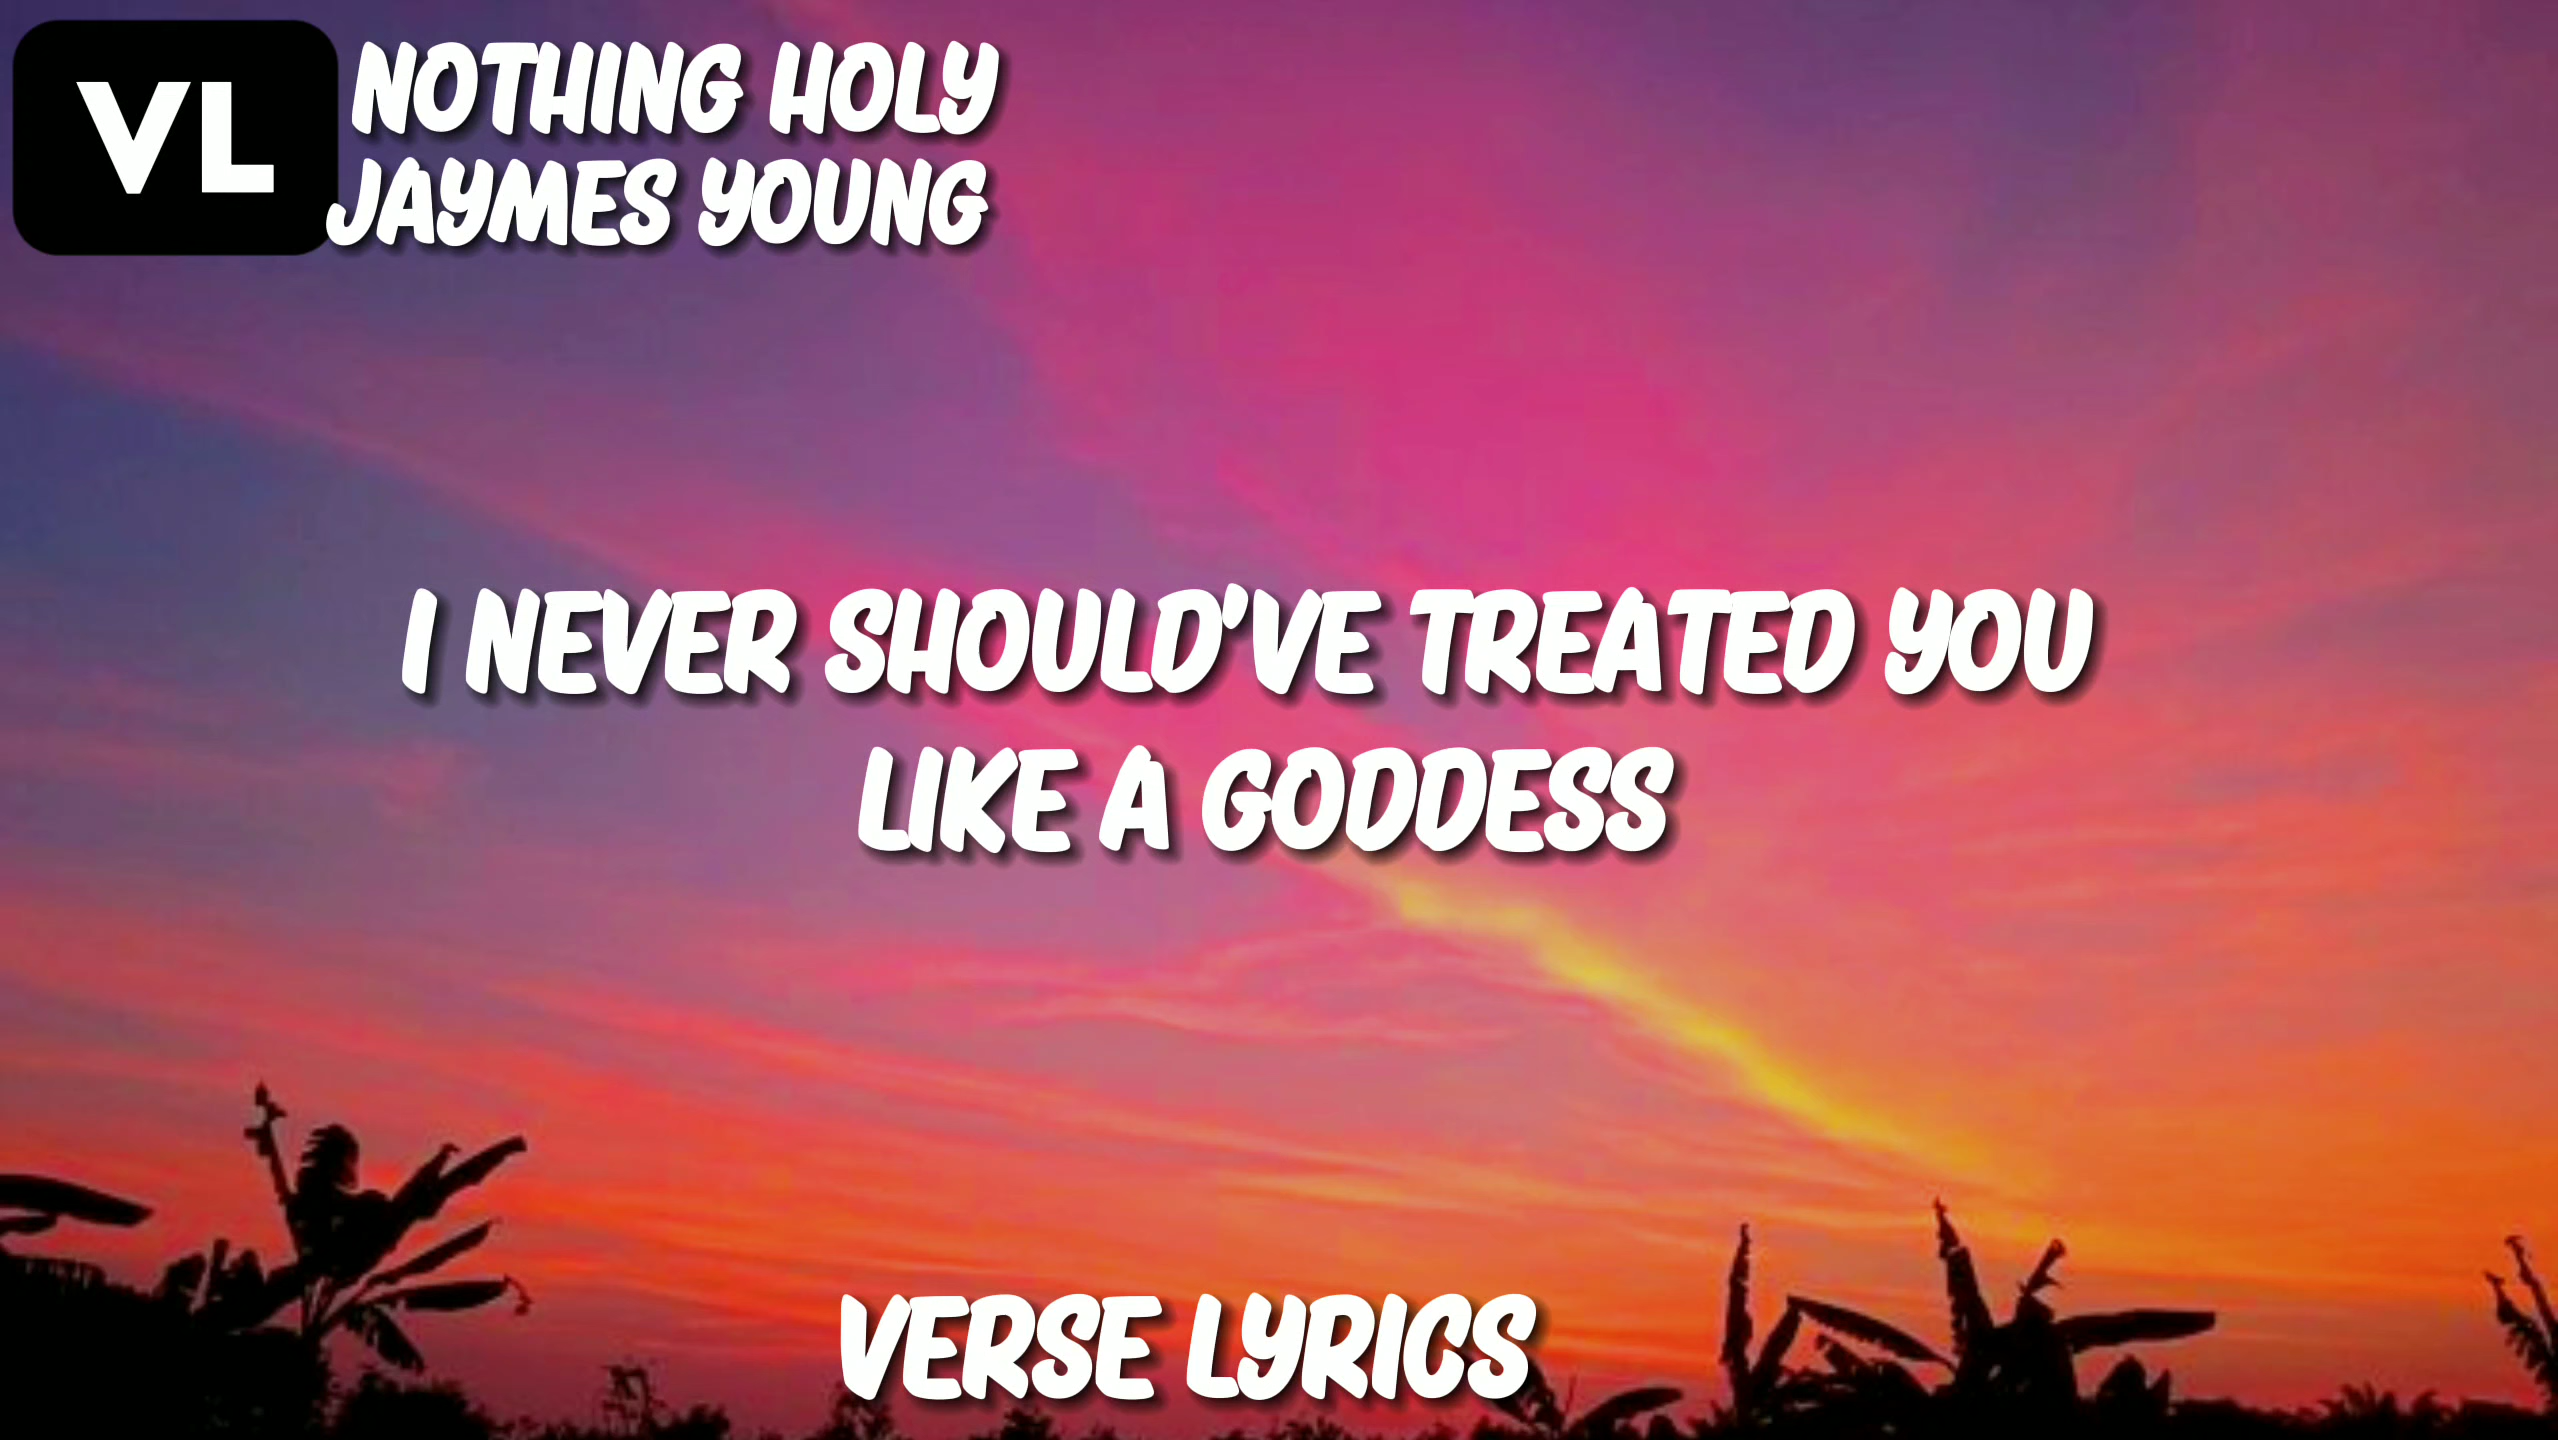 VL
NOTHING HOLY
JAYMES YOUNG
I NEVER SHOULD'VE TREATED YOU
LIKE A GODDESS
VERSE LYRICS